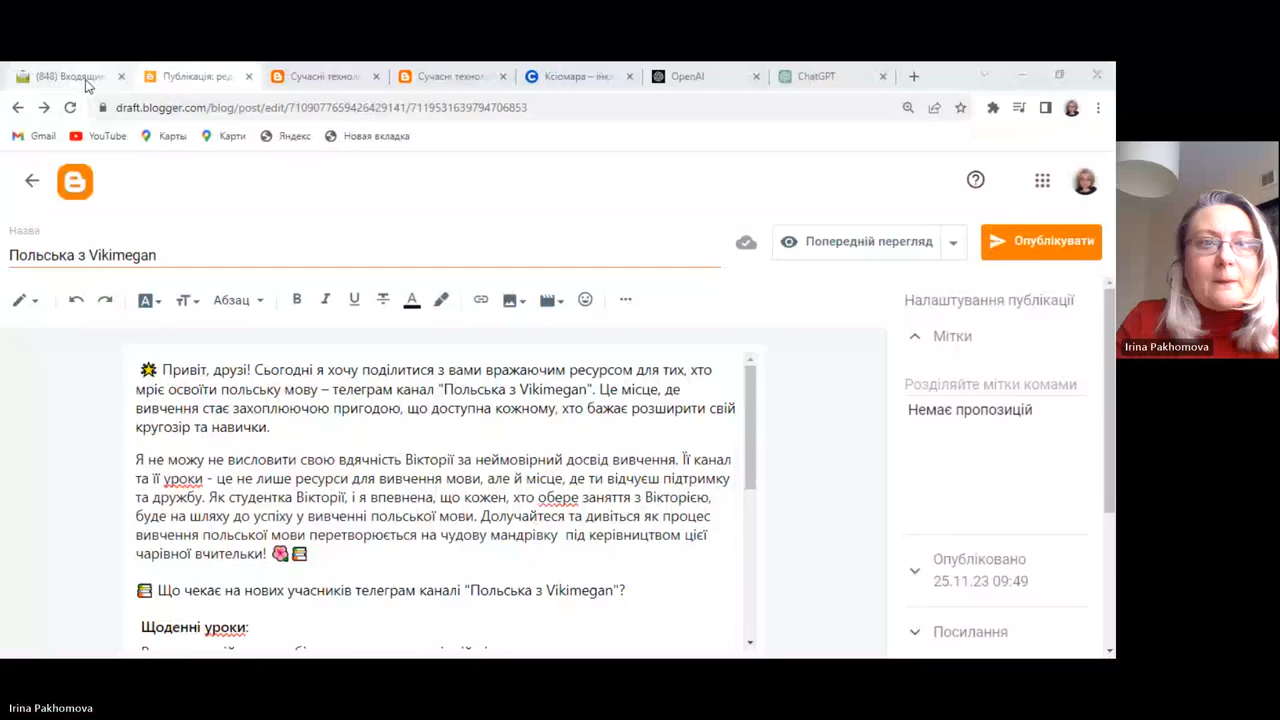 (848) Входящие
Публікація: ред
Сучасні технол
Сучасні техно
Ксіомара – інк
OpenAI
ChatGPT
draft.blogger.com/blog/post/edit/7109077659426429141/7119531639794706853
Gmail
YouTube
Карты
Карти
Яндекс
Новая вкладка
Назва
Польська з Vikimegan
Попередній перегляд
Опублікувати
Абзац
Привіт, друзі! Сьогодні я хочу поділитися з вами вражаючим ресурсом для тих, хто
мріє освоїти польську мову – телеграм канал "Польська з Vikimegan". Це місце, де
вивчення стає захоплюючою пригодою, що доступна кожному, хто бажає розширити свій
кругозір та навички.
Я не можу не висловити свою вдячність Вікторії за неймовірний досвід вивчення. Її канал
та її уроки - це не лише ресурси для вивчення мови, але й місце, де ти відчуєш підтримку
та дружбу. Як студентка Вікторії, і я впевнена, що кожен, хто обере заняття з Вікторією,
буде на шляху до успіху у вивченні польської мови. Долучайтеся та дивіться як процес
вивчення польської мови перетворюється на чудову мандрівку під керівництвом цієї
чарівної вчительки!
Що чекає на нових учасників телеграм каналі "Польська з Vikimegan"?
Щоденні уроки:
Налаштування публікації
Мітки
Розділяйте мітки комами
Немає пропозицій
Опубліковано
25.11.23 09:49
Посилання
Irina Pakhomova
Irina Pakhomova